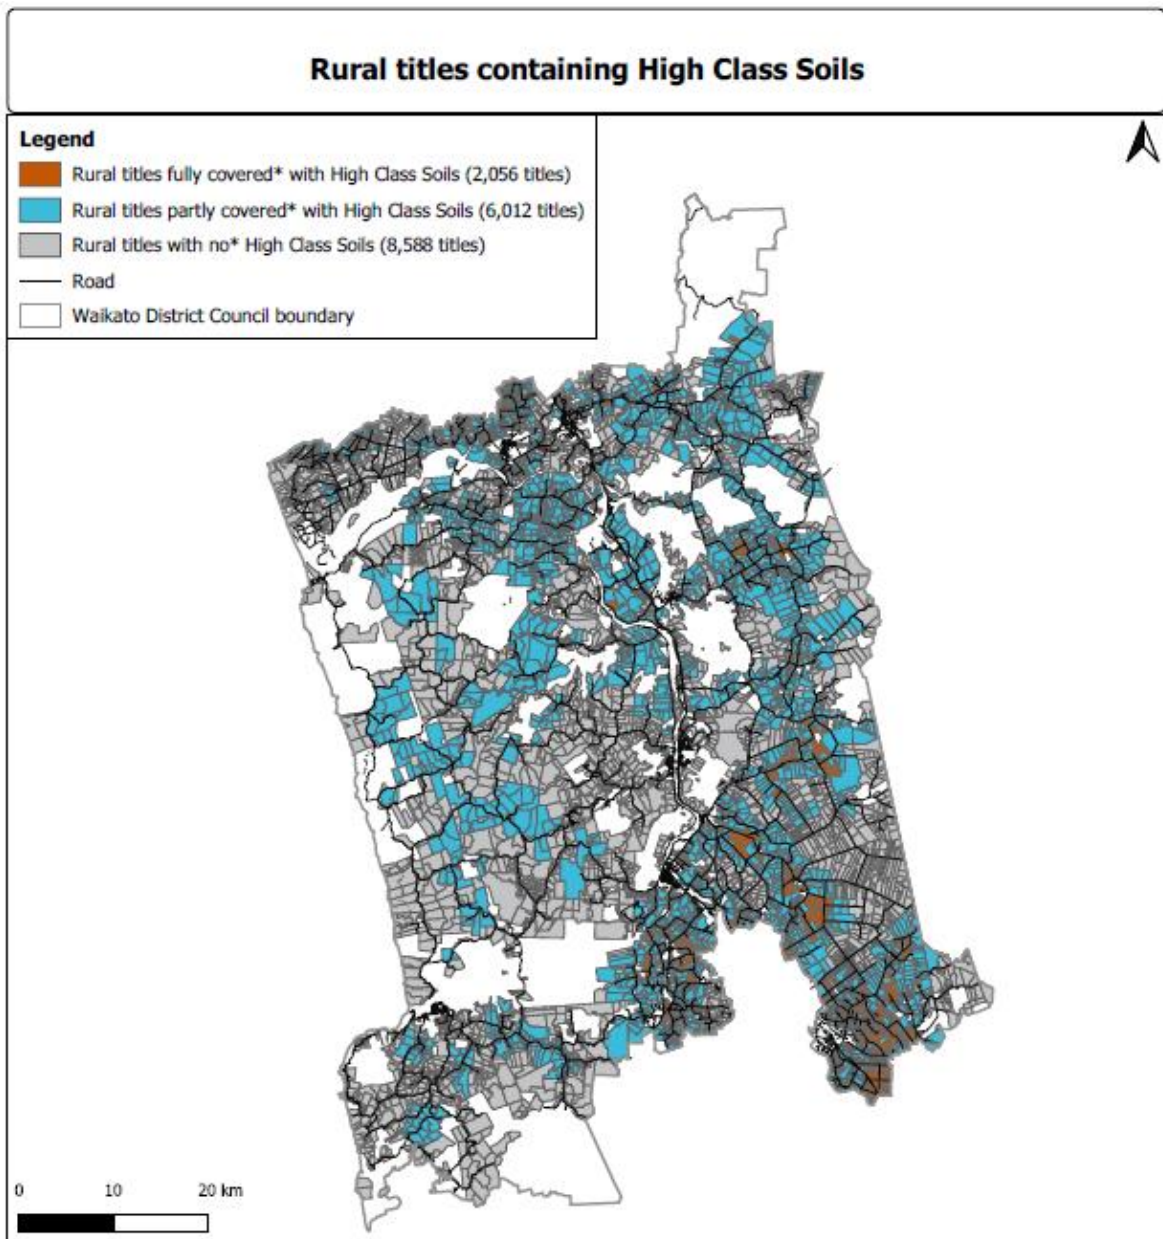 Rural titles containing High Class Soils
Legend
Rural titles fully covered* with High Class Soils (2,056 titles)
Rural titles partly covered* with High Class Soils (6,012 titles)
Rural titles with no* High Class Soils (8,588 titles)
Road
Waikato District Council boundary
0 10 20 km